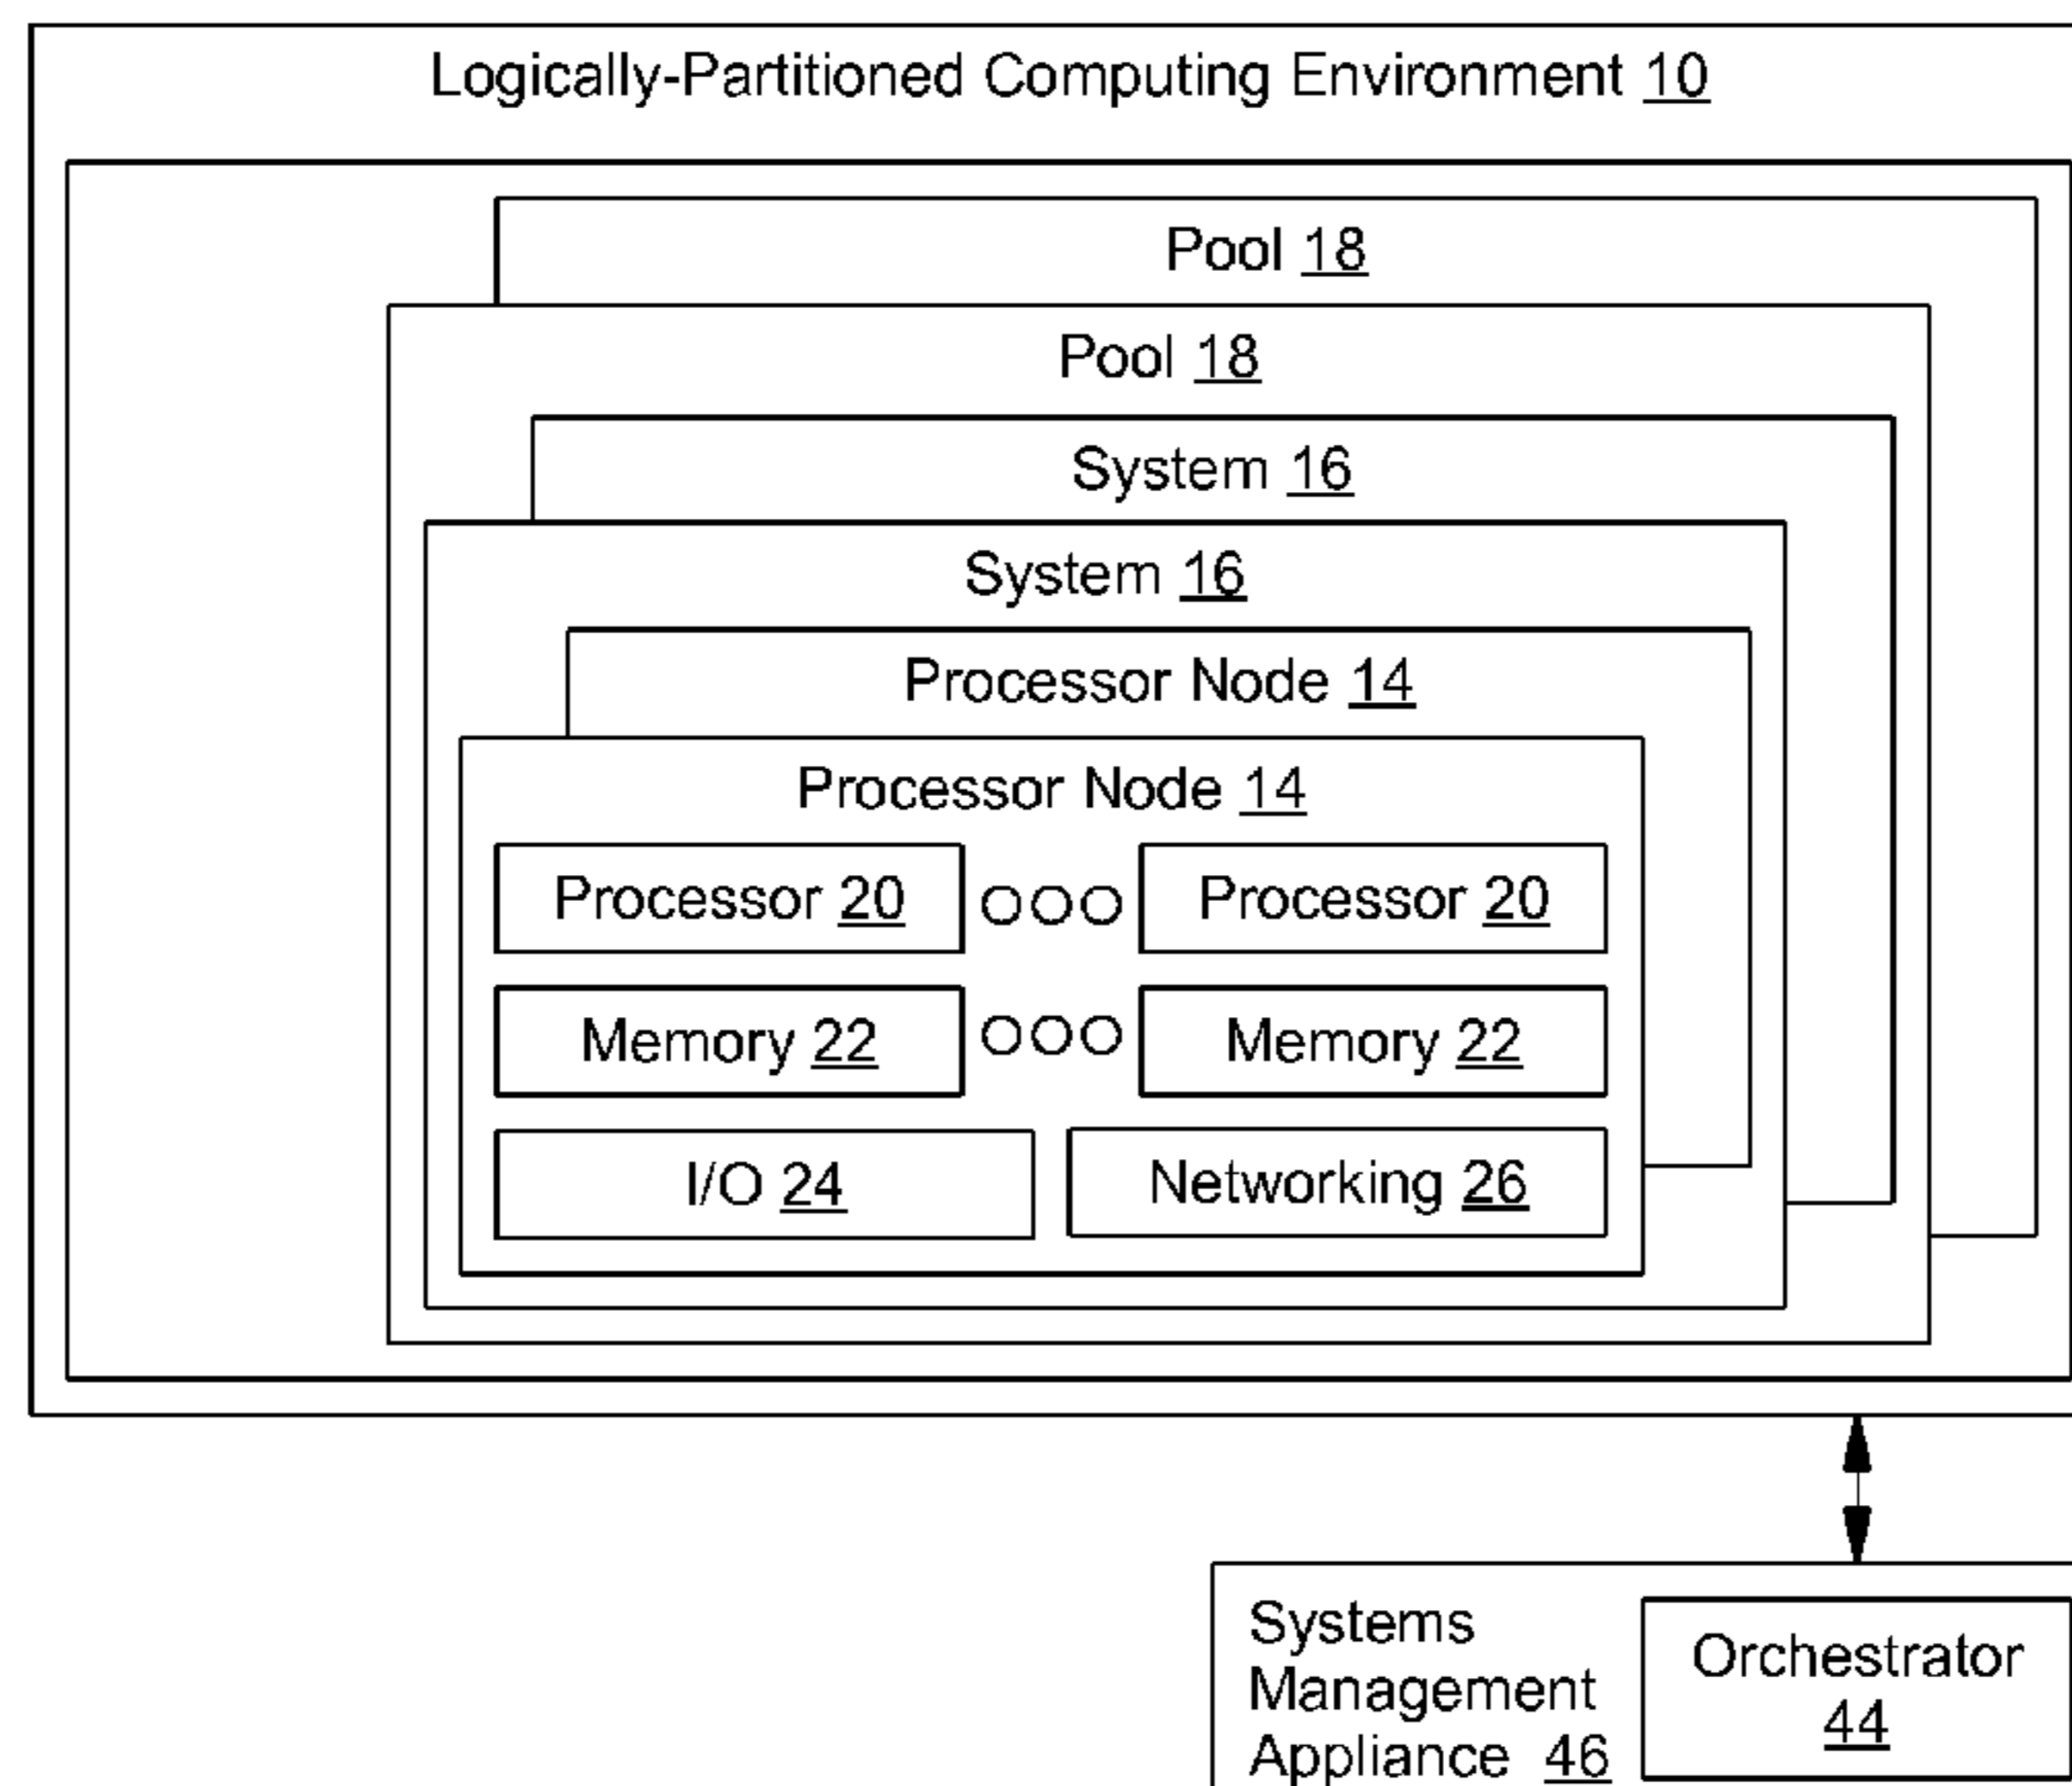 Logically-Partitioned Computing Environment 10
Pool 18
Pool 18
System 16
System 16
Processor Node 14
Processor Node 14
Processor 20 Processor 20
Memory 22 Memory 22
I/O 24 Networking 26
Systems
Management
Appliance 46
Orchestrator
44